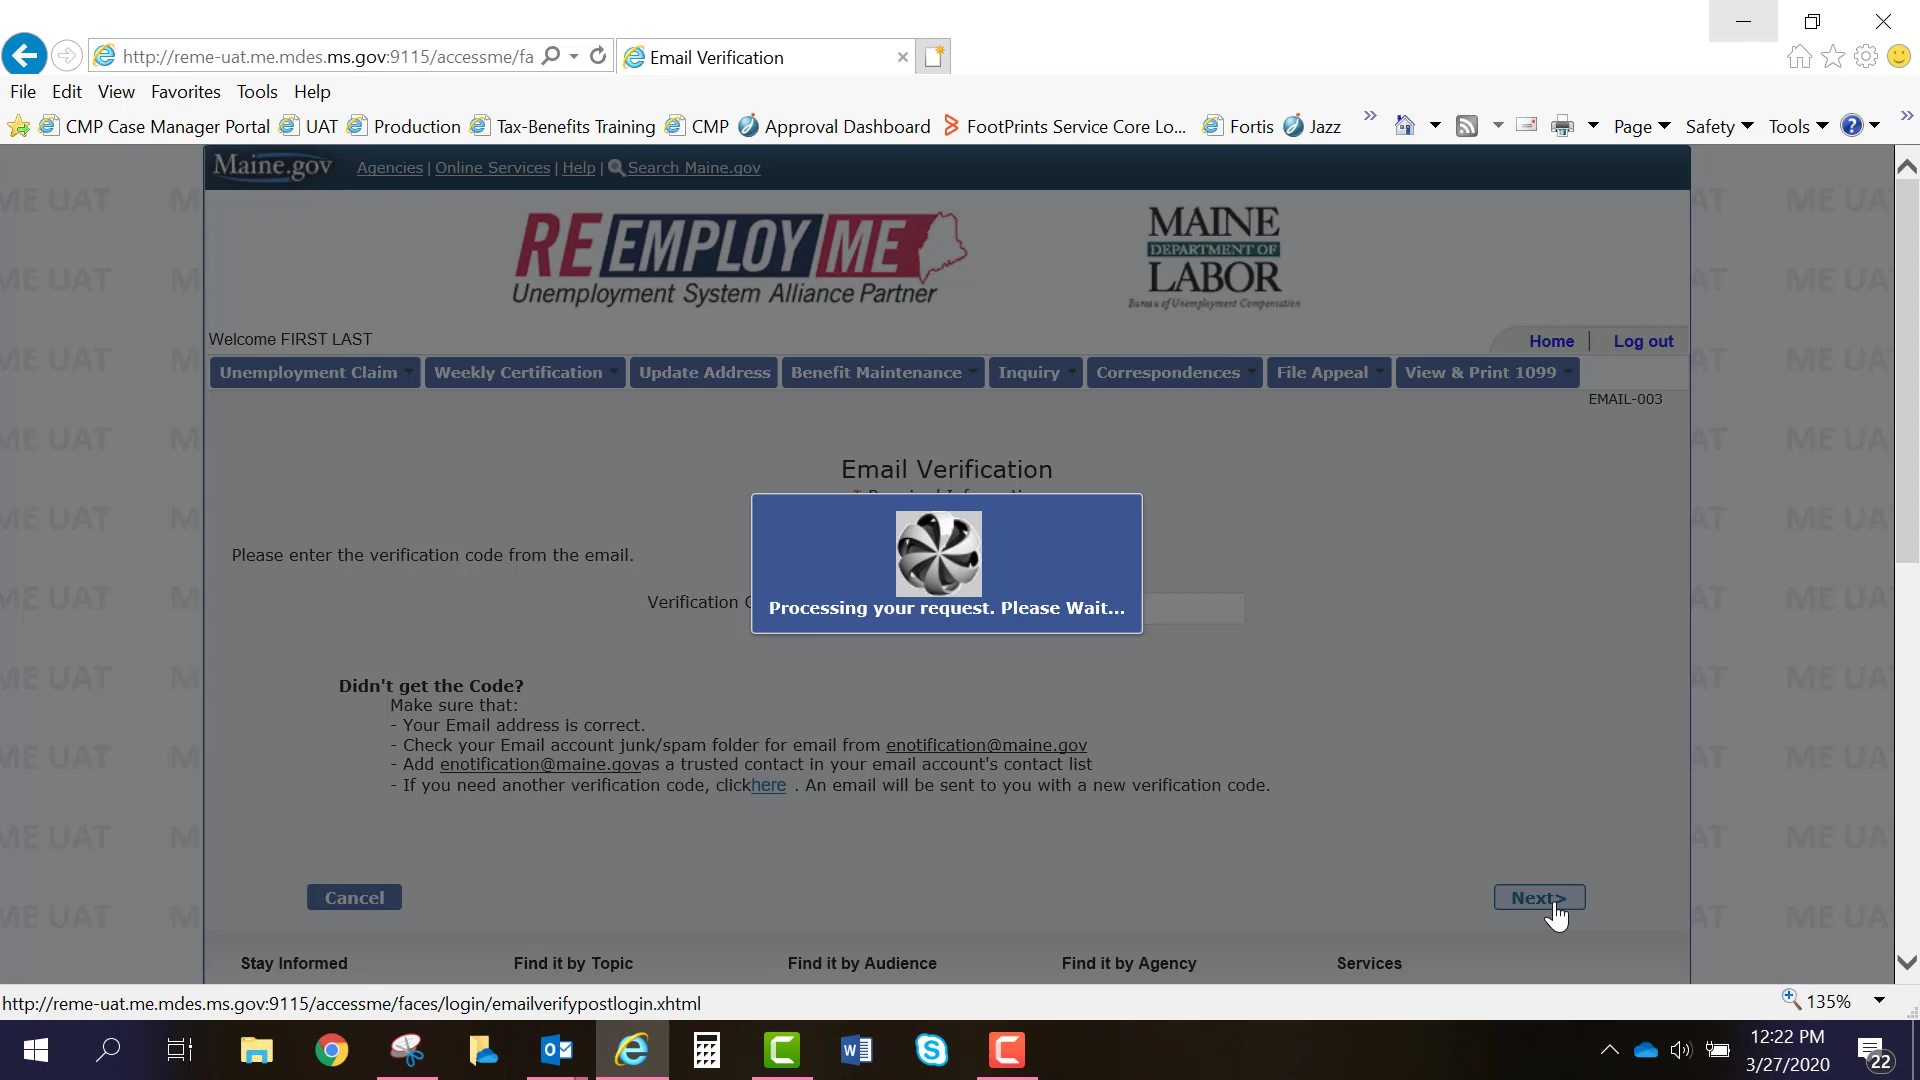 http://reme-uat.me.mdes.ms.gov:9115/accessme/fa
Email Verification
File Edit View Favorites Tools Help
CMP Case Manager Portal UAT Production Tax-Benefits Training CMP Approval Dashboard FootPrints Service Core Lo... Fortis Jazz Page Safety Tools
Maine.gov Agencies | Online Services | Help | Search Maine.gov
REEMPLOYME
Unemployment System Alliance Partner
MAINE
DEPARTMENT OF
LABOR
Bureau of Unemployment Compensation
Welcome FIRST LAST
Home | Log out
Unemployment Claim Weekly Certification Update Address Benefit Maintenance Inquiry Correspondences File Appeal View & Print 1099
EMAIL-003
Email Verification
Processing your request. Please Wait...
Please enter the verification code from the email.
Verification
Didn't get the Code?
Make sure that:
- Your Email address is correct.
- Check your Email account junk/spam folder for email from enotification@maine.gov
- Add enotification@maine.govas a trusted contact in your email account's contact list
- If you need another verification code, clickhere . An email will be sent to you with a new verification code.
Cancel Next>
Stay Informed Find it by Topic Find it by Audience Find it by Agency Services
http://reme-uat.me.mdes.ms.gov:9115/accessme/faces/login/emailverifypostlogin.xhtml
135%
12:22 PM
3/27/2020
22
ME UAT